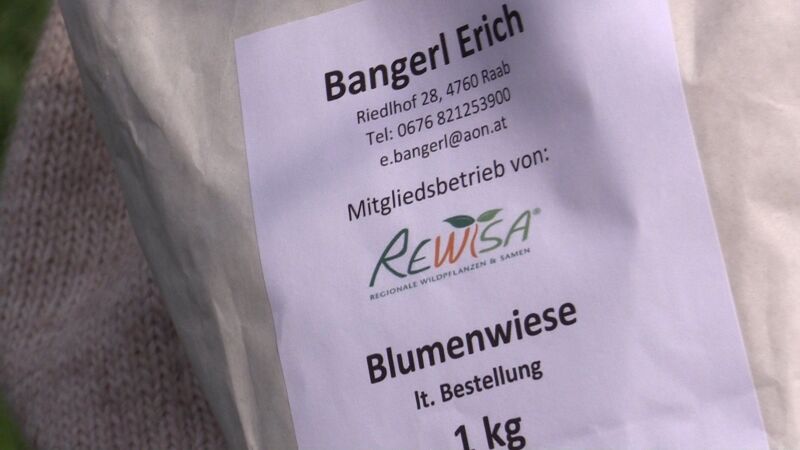 Bangerl Erich
Riedlhof 28, 4760 Raab
Tel: 0676 821253900
e.bangerl@aon.at
Mitgliedsbetrieb von:
REWISA®
REGIONALE WILDPFLANZEN & SAMEN
Blumenwiese
lt. Bestellung
1 kg